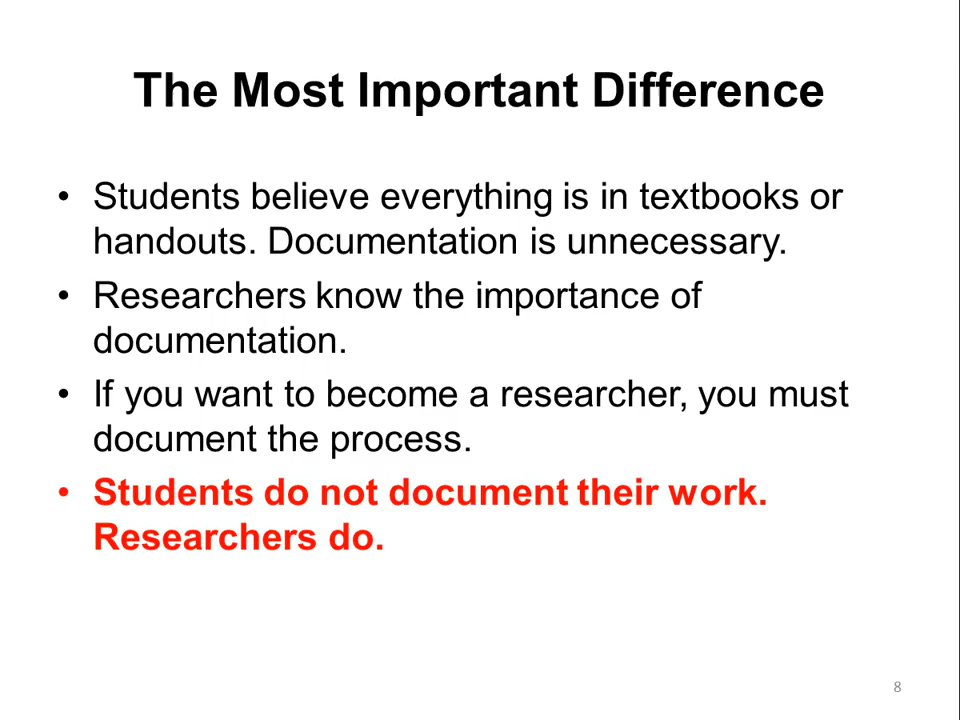 The Most Important Difference
• Students believe everything is in textbooks or
handouts. Documentation is unnecessary.
• Researchers know the importance of
documentation.
• If you want to become a researcher, you must
document the process.
• Students do not document their work.
Researchers do.
8